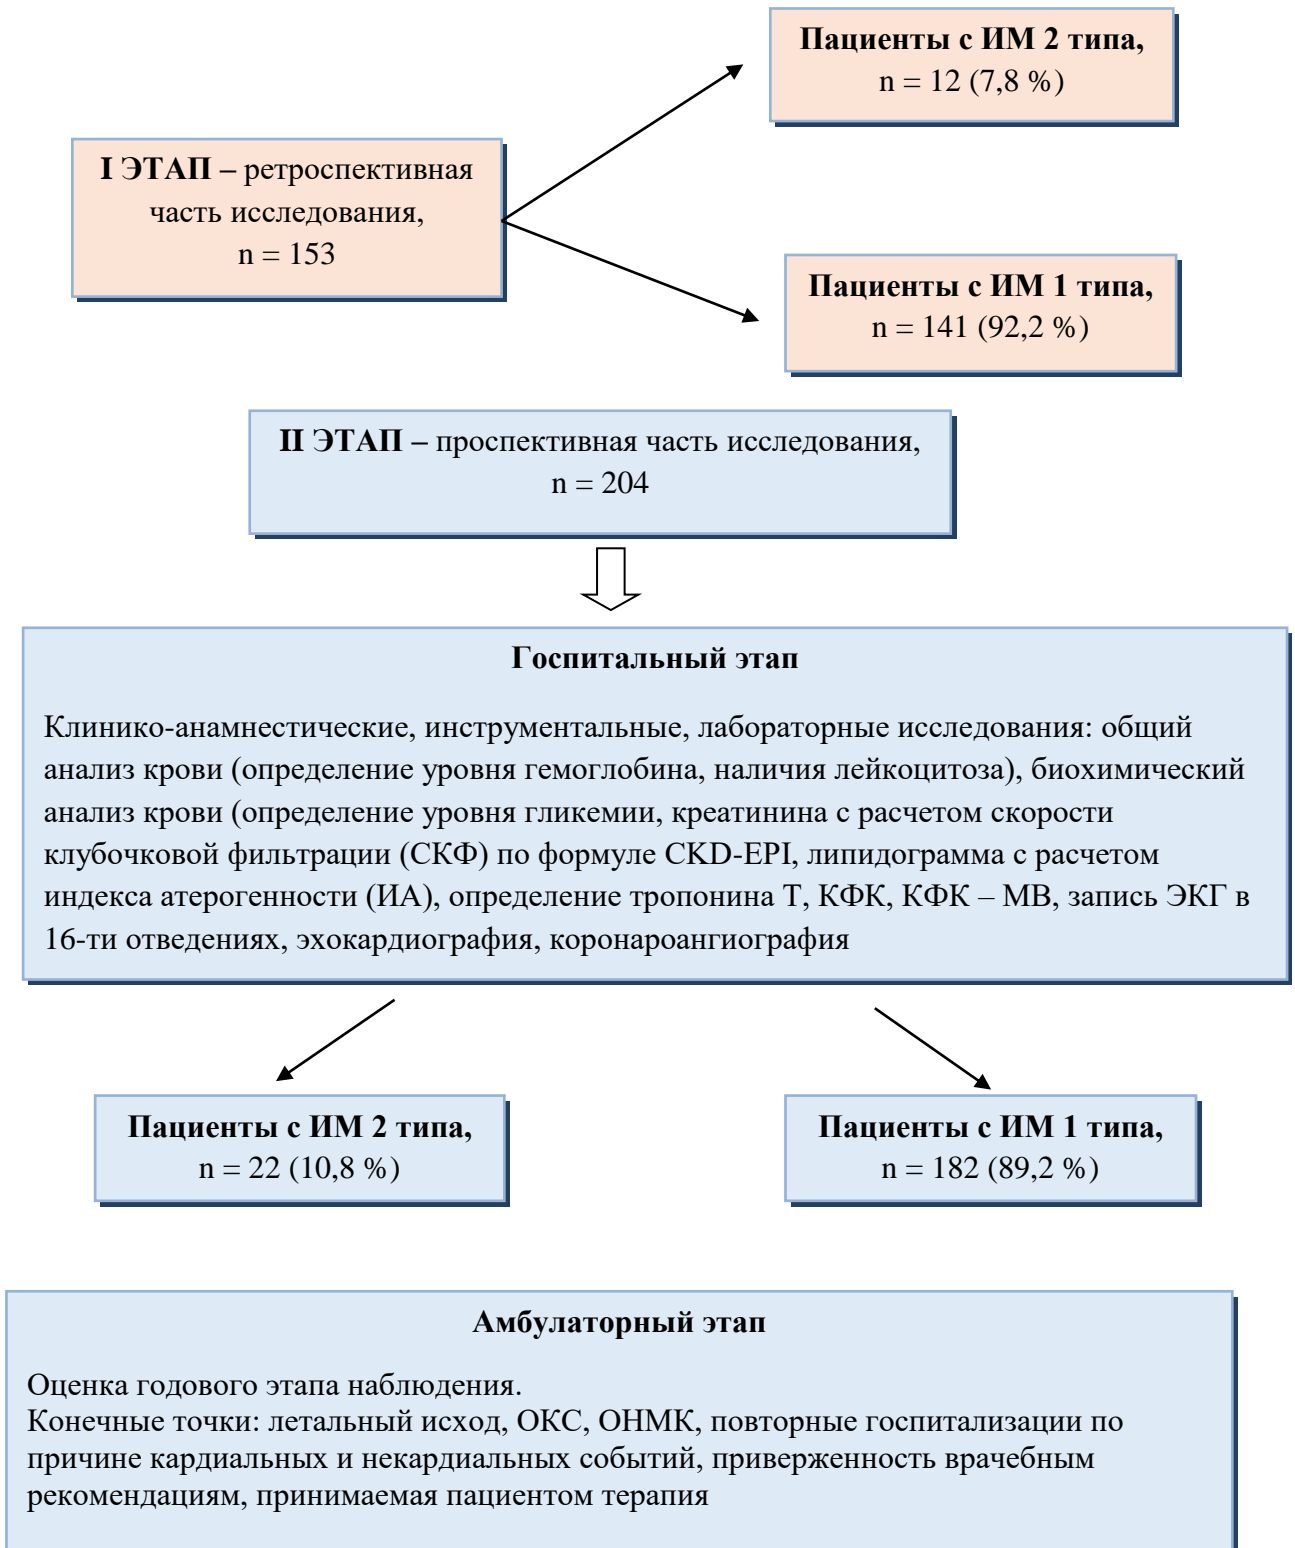 Пациенты с ИМ 2 типа,
n = 12 (7,8 %)
I ЭТАП – ретроспективная
часть исследования,
n = 153
Пациенты с ИМ 1 типа,
n = 141 (92,2 %)
II ЭТАП – проспективная часть исследования,
n = 204
Госпитальный этап
Клинико-анамнестические, инструментальные, лабораторные исследования: общий
анализ крови (определение уровня гемоглобина, наличия лейкоцитоза), биохимический
анализ крови (определение уровня гликемии, креатинина с расчетом скорости
клубочковой фильтрации (СКФ) по формуле CKD-EPI, липидограмма с расчетом
индекса атерогенности (ИА), определение тропонина Т, КФК, КФК – МВ, запись ЭКГ в
16-ти отведениях, эхокардиография, коронароангиография
Пациенты с ИМ 2 типа,
n = 22 (10,8 %)
Пациенты с ИМ 1 типа,
n = 182 (89,2 %)
Амбулаторный этап
Оценка годового этапа наблюдения.
Конечные точки: летальный исход, ОКС, ОНМК, повторные госпитализации по
причине кардиальных и некардиальных событий, приверженность врачебным
рекомендациям, принимаемая пациентом терапия